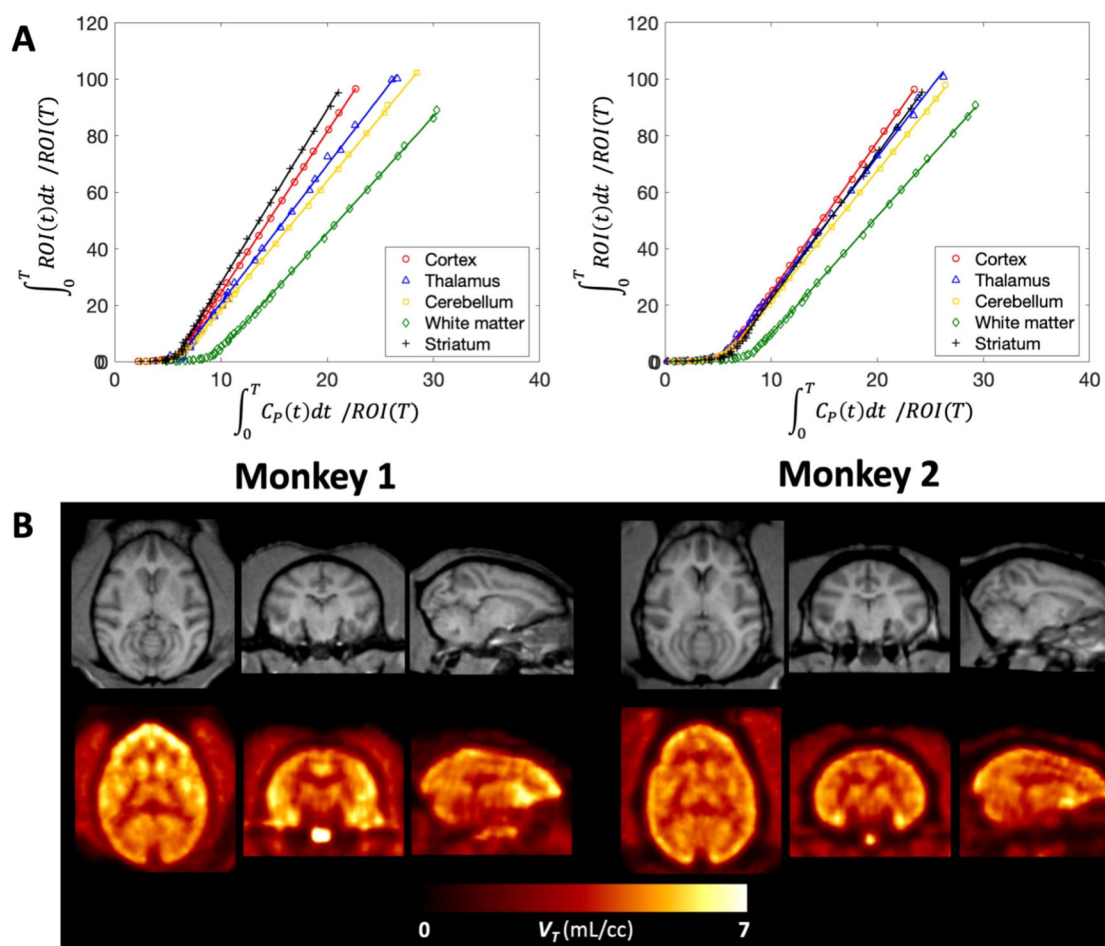 A
120
100
80
60
40
20
0
0
0 10 20 30 40
∫₀ᵀ ROI(t)dt /ROI(T)
∫₀ᵀ C_P(t)dt /ROI(T)
Cortex
Thalamus
Cerebellum
White matter
Striatum
120
100
80
60
40
20
0
0
0 10 20 30 40
∫₀ᵀ ROI(t)dt /ROI(T)
∫₀ᵀ C_P(t)dt /ROI(T)
Cortex
Thalamus
Cerebellum
White matter
Striatum
Monkey 1 Monkey 2
B
0 V_T (mL/cc) 7